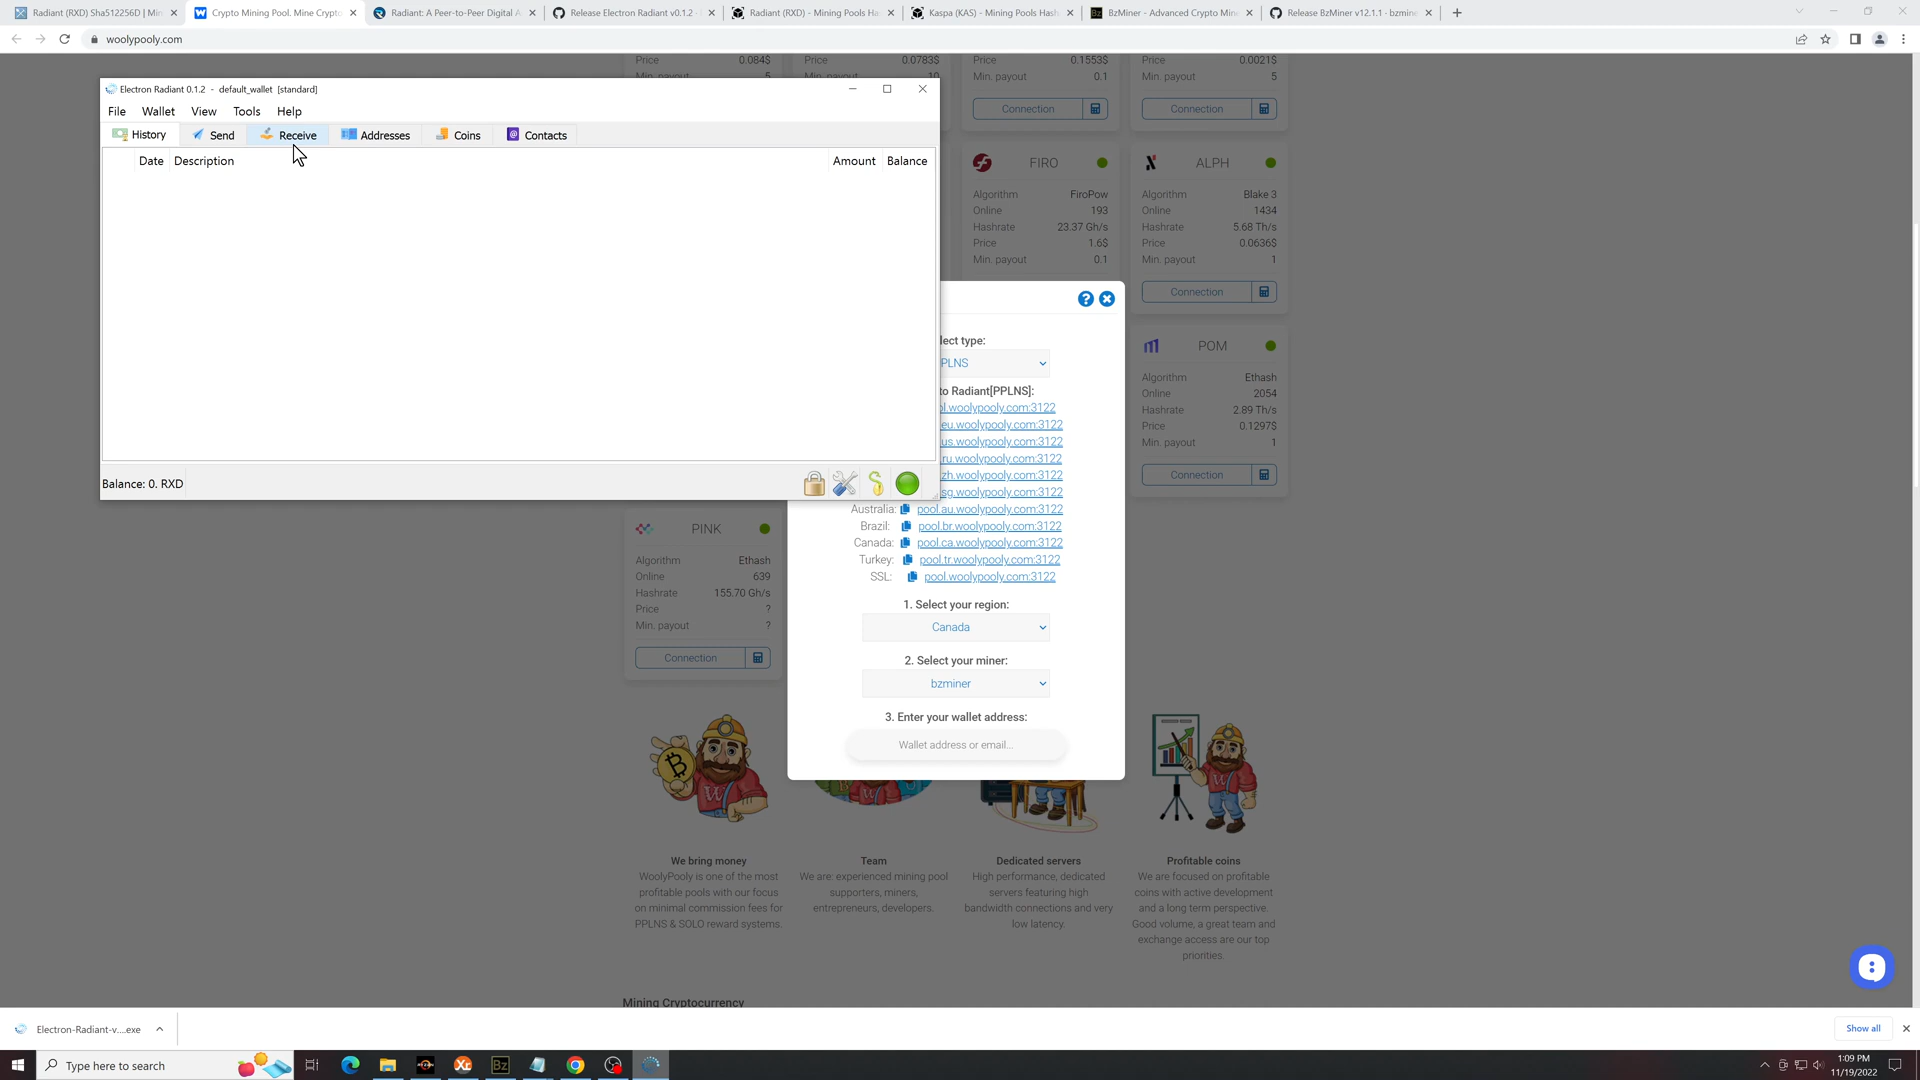 Radiant (RXD) Sha512256D | Min
Crypto Mining Pool. Mine Crypto
Radiant: A Peer-to-Peer Digital A
Release Electron Radiant v0.1.2 ·
Radiant (RXD) - Mining Pools Ha
Kaspa (KAS) - Mining Pools Hash
BzMiner - Advanced Crypto Mine
Release BzMiner v12.1.1 · bzmine
woolypooly.com
Price 0.084$
Min. payout 5
Price 0.0783$
Min. payout 10
Price 0.1553$
Min. payout 0.1
Connection
Price 0.0021$
Min. payout 5
Connection
Electron Radiant 0.1.2 - default_wallet [standard]
File Wallet View Tools Help
History Send Receive Addresses Coins Contacts
Date Description Amount Balance
Balance: 0. RXD
FIRO
Algorithm FiroPow
Online 193
Hashrate 23.37 Gh/s
Price 1.6$
Min. payout 0.1
ALPH
Algorithm Blake 3
Online 1434
Hashrate 5.68 Th/s
Price 0.0636$
Min. payout 1
Connection
POM
Algorithm Ethash
Online 2054
Hashrate 2.89 Th/s
Price 0.1297$
Min. payout 1
Connection
PINK
Algorithm Ethash
Online 639
Hashrate 155.70 Gh/s
Price ?
Min. payout ?
Connection
lect type:
PLNS
to Radiant[PPLNS]:
ol.woolypooly.com:3122
eu.woolypooly.com:3122
us.woolypooly.com:3122
.ru.woolypooly.com:3122
zh.woolypooly.com:3122
sg.woolypooly.com:3122
Australia: pool.au.woolypooly.com:3122
Brazil: pool.br.woolypooly.com:3122
Canada: pool.ca.woolypooly.com:3122
Turkey: pool.tr.woolypooly.com:3122
SSL: pool.woolypooly.com:3122
1. Select your region:
Canada
2. Select your miner:
bzminer
3. Enter your wallet address:
Wallet address or email...
We bring money
WoolyPooly is one of the most
profitable pools with our focus
on minimal commission fees for
PPLNS & SOLO reward systems.
Team
We are: experienced mining pool
supporters, miners,
entrepreneurs, developers.
Dedicated servers
High performance, dedicated
servers featuring high
bandwidth connections and very
low latency.
Profitable coins
We are focused on profitable
coins with active development
and a long term perspective.
Good volume, a great team and
exchange access are our top
priorities.
Mining Cryptocurrency
Electron-Radiant-v....exe
Show all
Type here to search
1:09 PM
11/19/2022